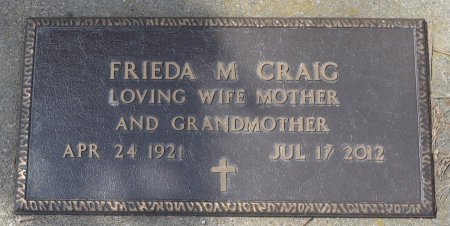 FRIEDA M CRAIG
LOVING WIFE MOTHER
AND GRANDMOTHER
APR 24 1921 JUL 17 2012